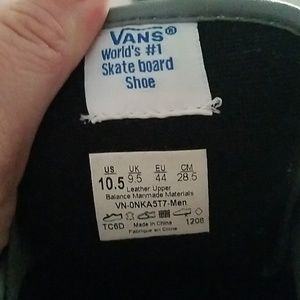 VANS®
World's #1
Skate board
Shoe
US UK EU CM
10.5 9.5 44 28.5
Leather Upper
Balance Manmade Materials
VN-0NKA5T7-Men
TC6D Made in China 1208
Fabriqué en Chine